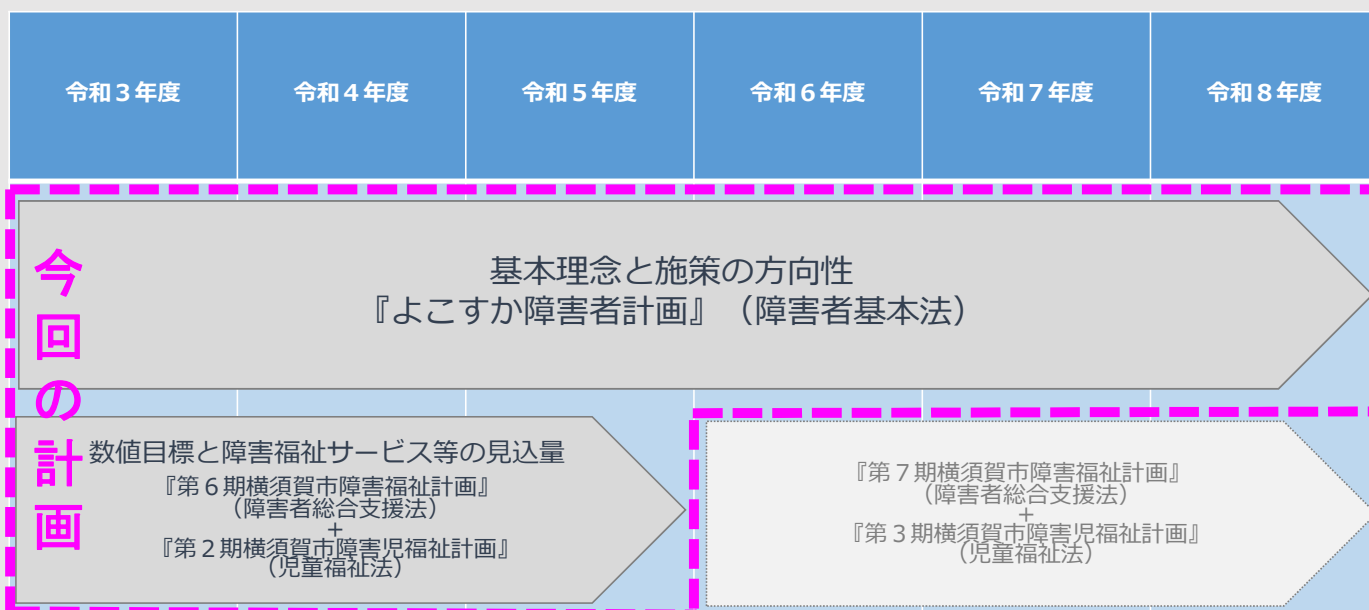 令和３年度
令和４年度
令和５年度
令和６年度
令和７年度
令和８年度
今回の計画
基本理念と施策の方向性
『よこすか障害者計画』（障害者基本法）
数値目標と障害福祉サービス等の見込量
『第６期横須賀市障害福祉計画』
（障害者総合支援法）
＋
『第２期横須賀市障害児福祉計画』
（児童福祉法）
『第７期横須賀市障害福祉計画』
（障害者総合支援法）
＋
『第３期横須賀市障害児福祉計画』
（児童福祉法）